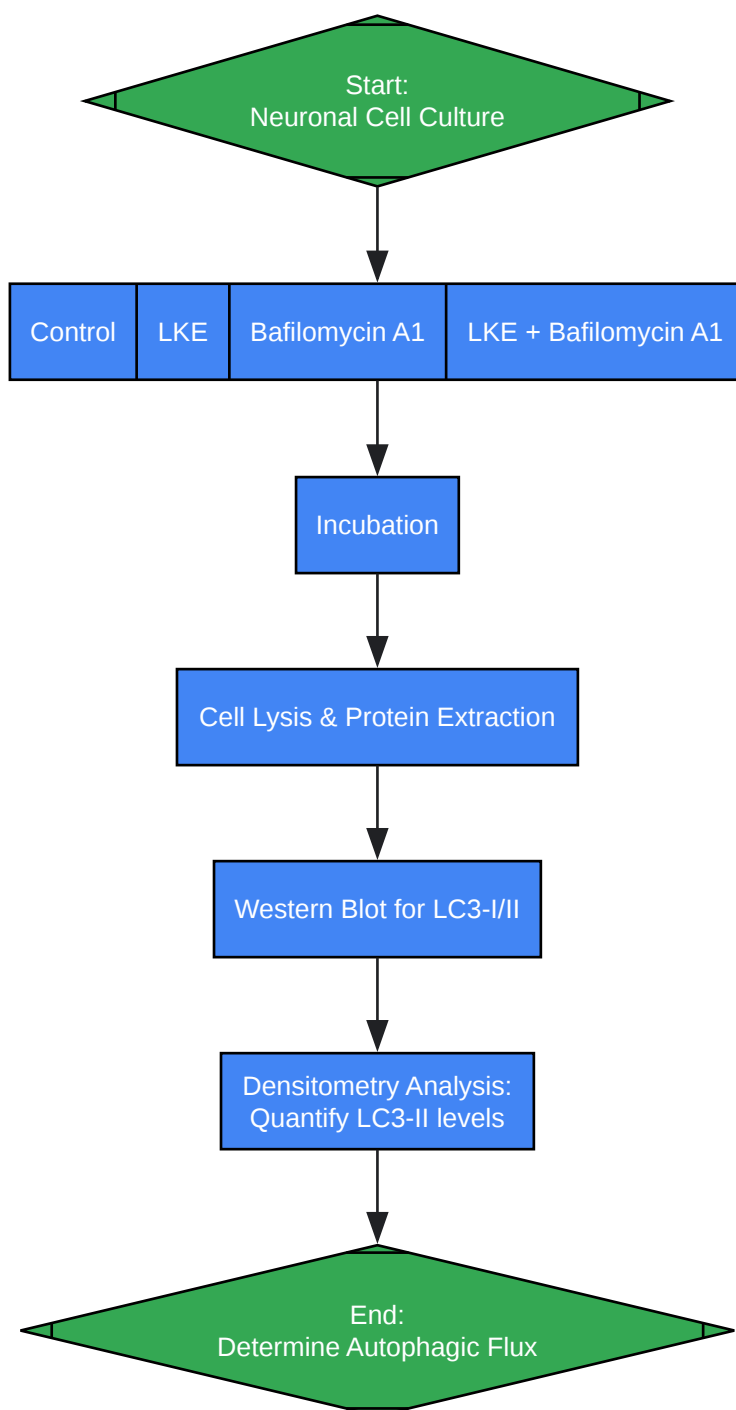 Start:
Neuronal Cell Culture
Control
LKE
Bafilomycin A1
LKE + Bafilomycin A1
Incubation
Cell Lysis & Protein Extraction
Western Blot for LC3-I/II
Densitometry Analysis:
Quantify LC3-II levels
End:
Determine Autophagic Flux